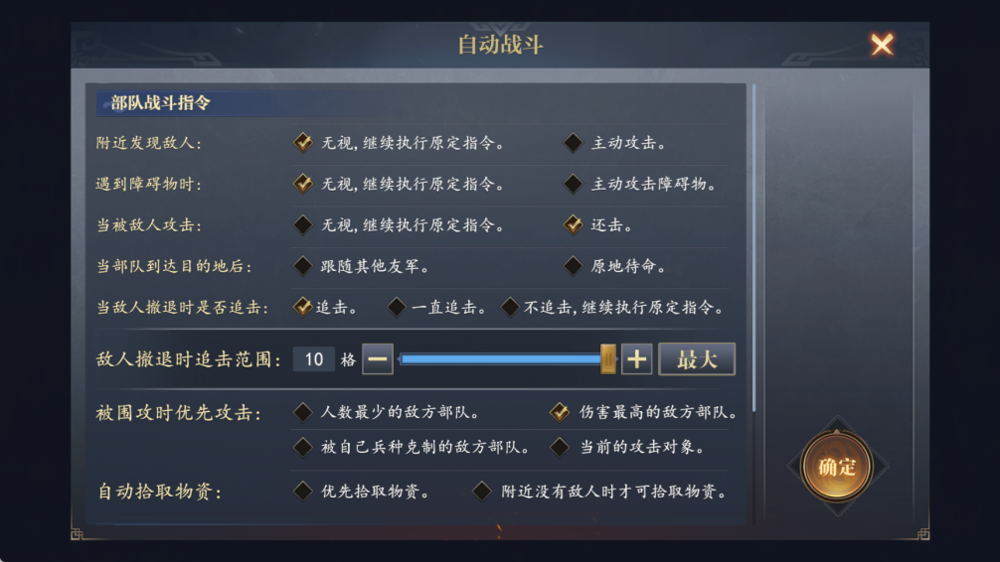 自动战斗
部队战斗指令
附近发现敌人: 无视,继续执行原定指令。 主动攻击。
遇到障碍物时: 无视,继续执行原定指令。 主动攻击障碍物。
当被敌人攻击: 无视,继续执行原定指令。 还击。
当部队到达目的地后: 跟随其他友军。 原地待命。
当敌人撤退时是否追击: 追击。 一直追击。 不追击,继续执行原定指令。
敌人撤退时追击范围: 10 格 最大
被围攻时优先攻击: 人数最少的敌方部队。 伤害最高的敌方部队。
被自己兵种克制的敌方部队。 当前的攻击对象。
确定
自动拾取物资: 优先拾取物资。 附近没有敌人时才可拾取物资。